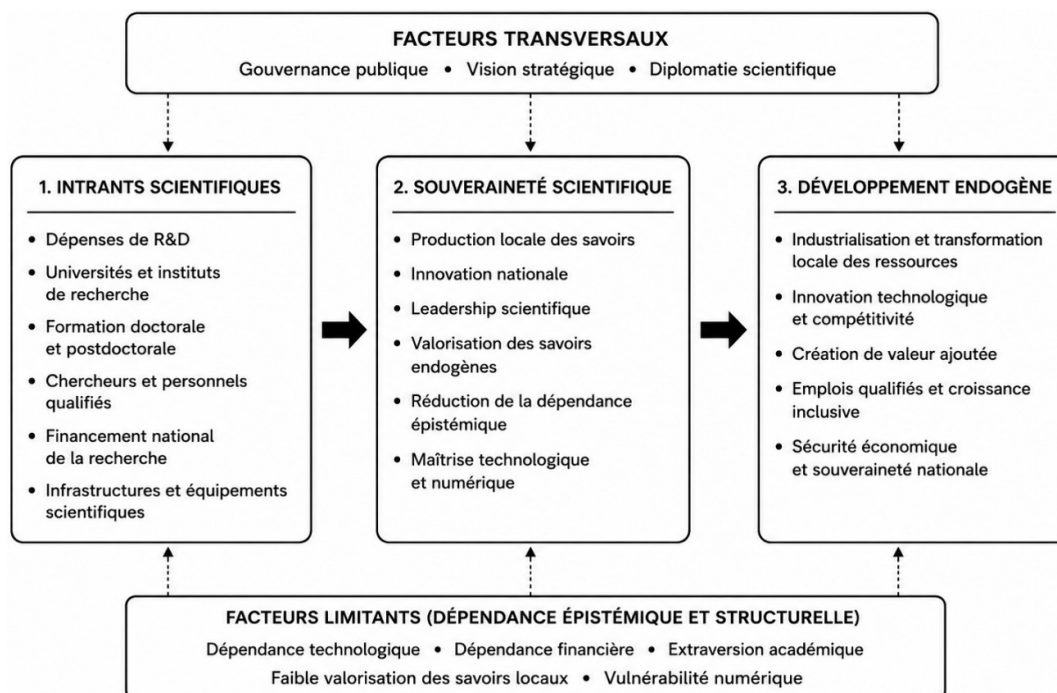 FACTEURS TRANSVERSAUX
Gouvernance publique • Vision stratégique • Diplomatie scientifique
1. INTRANTS SCIENTIFIQUES
• Dépenses de R&D
• Universités et instituts
de recherche
• Formation doctorale
et postdoctorale
• Chercheurs et personnels
qualifiés
• Financement national
de la recherche
• Infrastructures et équipements
scientifiques
2. SOUVERAINETÉ SCIENTIFIQUE
• Production locale des savoirs
• Innovation nationale
• Leadership scientifique
• Valorisation des savoirs
endogènes
• Réduction de la dépendance
épistémique
• Maîtrise technologique
et numérique
3. DÉVELOPPEMENT ENDOGÈNE
• Industrialisation et transformation
locale des ressources
• Innovation technologique
et compétitivité
• Création de valeur ajoutée
• Emplois qualifiés et croissance
inclusive
• Sécurité économique
et souveraineté nationale
FACTEURS LIMITANTS (DÉPENDANCE ÉPISTÉMIQUE ET STRUCTURELLE)
Dépendance technologique • Dépendance financière • Extraversion académique
Faible valorisation des savoirs locaux • Vulnérabilité numérique